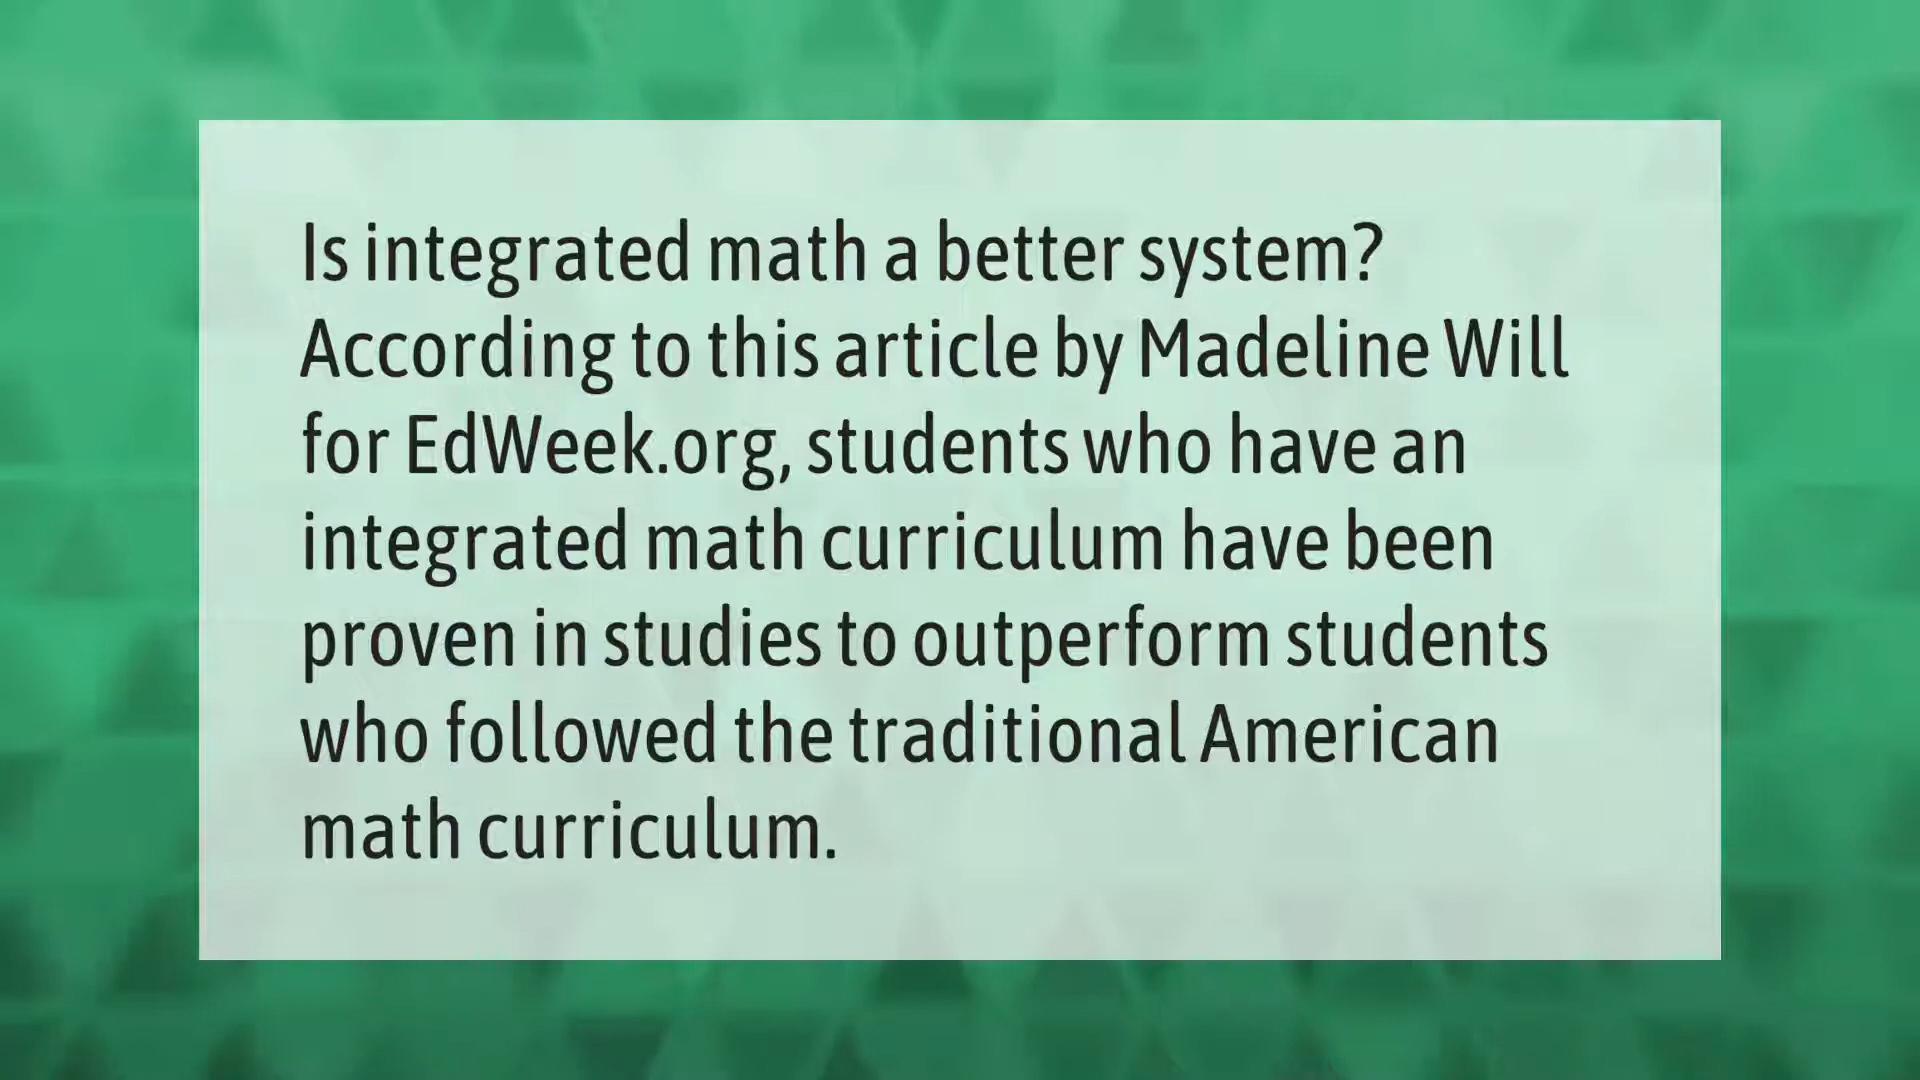 Is integrated math a better system?
According to this article by Madeline Will
for EdWeek.org, students who have an
integrated math curriculum have been
proven in studies to outperform students
who followed the traditional American
math curriculum.